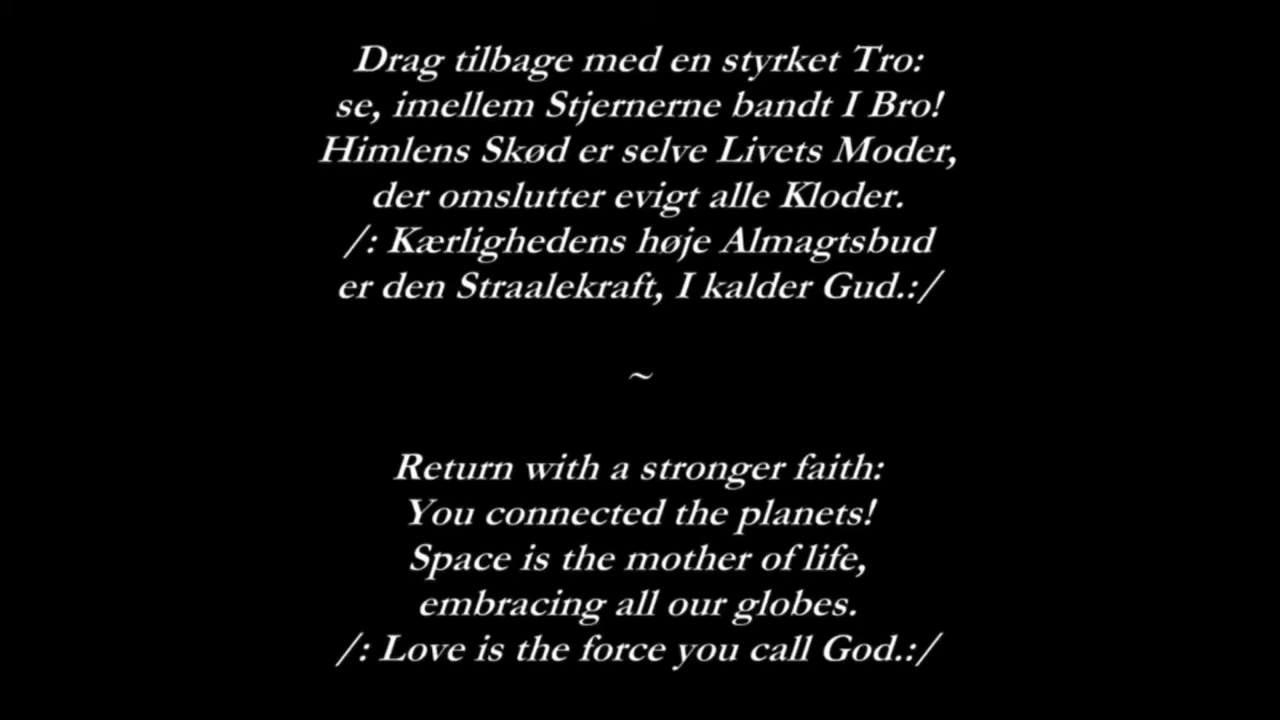 Drag tilbage med en styrket Tro:
se, imellem Stjernerne bandt I Bro!
Himlens Skød er selve Livets Moder,
der omslutter evigt alle Kloder.
/: Kærlighedens høje Almagtsbud
er den Straalekraft, I kalder Gud.:/
~
Return with a stronger faith:
You connected the planets!
Space is the mother of life,
embracing all our globes.
/: Love is the force you call God.:/